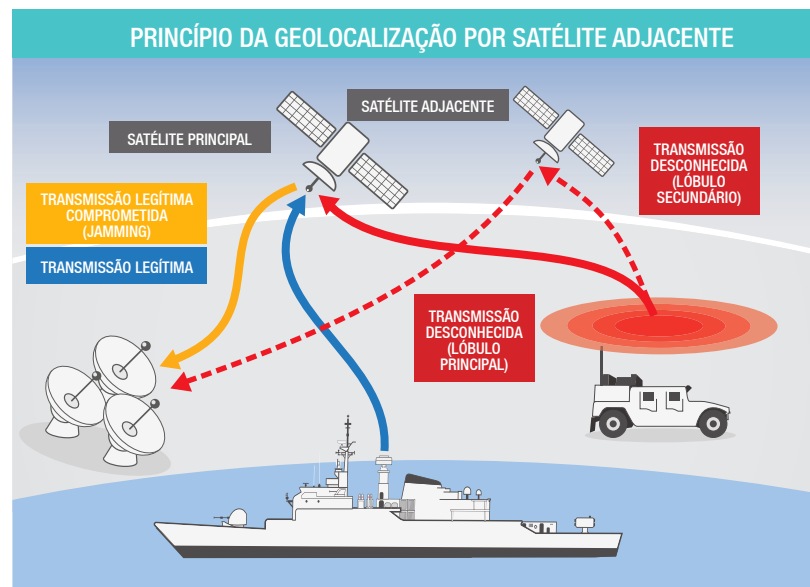 PRINCÍPIO DA GEOLOCALIZAÇÃO POR SATÉLITE ADJACENTE
SATÉLITE ADJACENTE
SATÉLITE PRINCIPAL
TRANSMISSÃO
DESCONHECIDA
(LÓBULO
SECUNDÁRIO)
TRANSMISSÃO LEGÍTIMA
COMPROMETIDA
(JAMMING)
TRANSMISSÃO LEGÍTIMA
TRANSMISSÃO
DESCONHECIDA
(LÓBULO
PRINCIPAL)